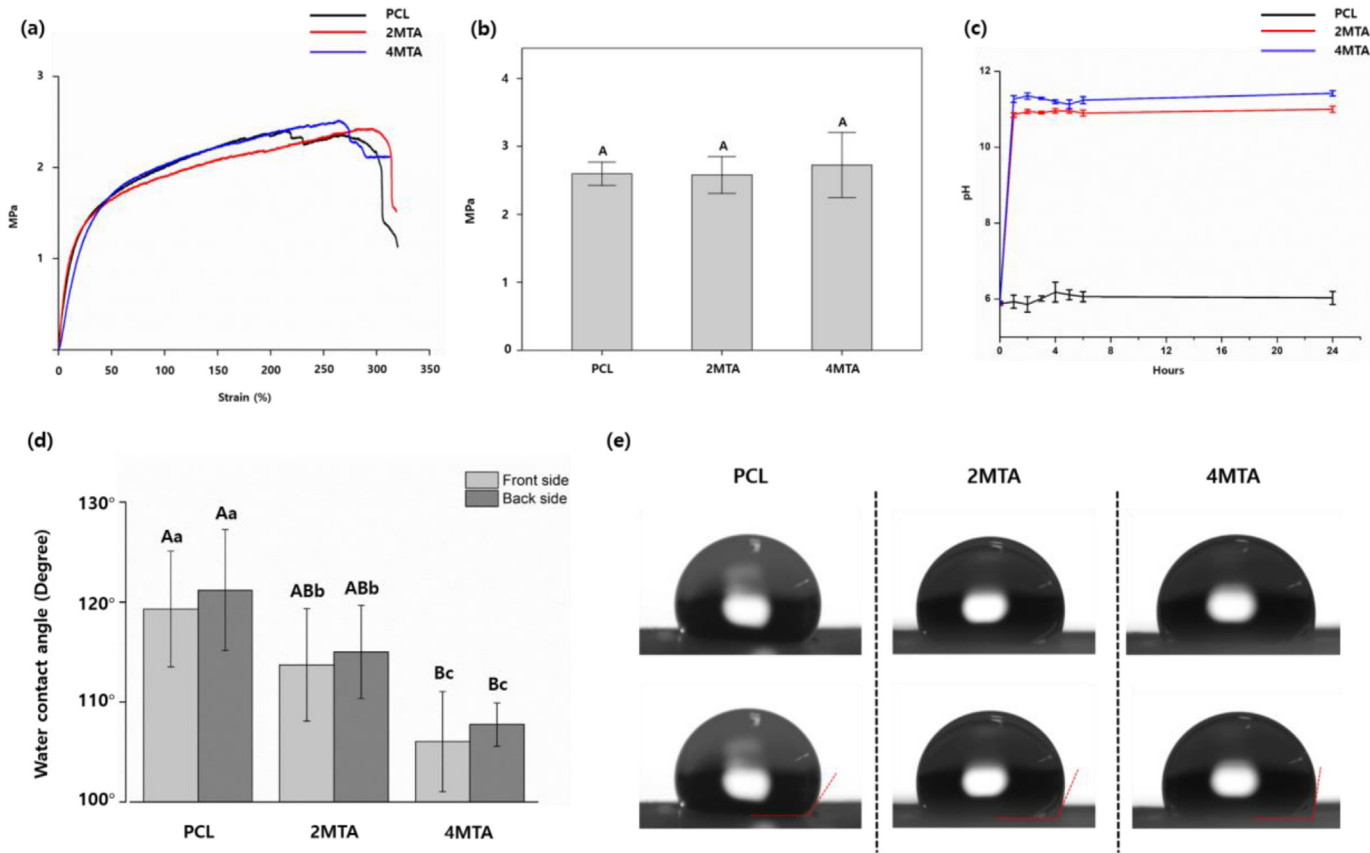 (a)
PCL
2MTA
4MTA
3
2
1
MPa
0 50 100 150 200 250 300 350
Strain (%)
(b)
4
3
2
1
0
MPa
A A A
PCL 2MTA 4MTA
(c)
PCL
2MTA
4MTA
12
10
8
6
pH
0 4 8 12 16 20 24
Hours
(d)
Front side
Back side
130°
120°
110°
100°
Water contact angle (Degree)
Aa Aa
ABb ABb
Bc Bc
PCL 2MTA 4MTA
(e)
PCL 2MTA 4MTA